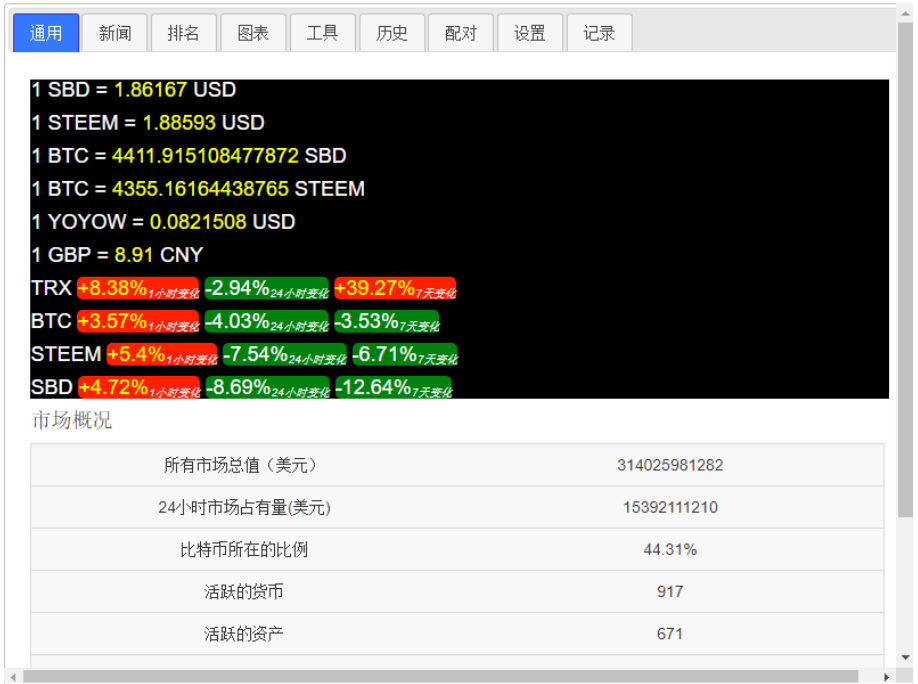 通用 新闻 排名 图表 工具 历史 配对 设置 记录
1 SBD = 1.86167 USD
1 STEEM = 1.88593 USD
1 BTC = 4411.915108477872 SBD
1 BTC = 4355.16164438765 STEEM
1 YOYOW = 0.0821508 USD
1 GBP = 8.91 CNY
TRX +8.38%1小时变化 -2.94%24小时变化 +39.27%7天变化
BTC +3.57%1小时变化 -4.03%24小时变化 -3.53%7天变化
STEEM +5.4%1小时变化 -7.54%24小时变化 -6.71%7天变化
SBD +4.72%1小时变化 -8.69%24小时变化 -12.64%7天变化
市场概况
所有市场总值（美元） 314025981282
24小时市场占有量(美元) 15392111210
比特币所在的比例 44.31%
活跃的货币 917
活跃的资产 671